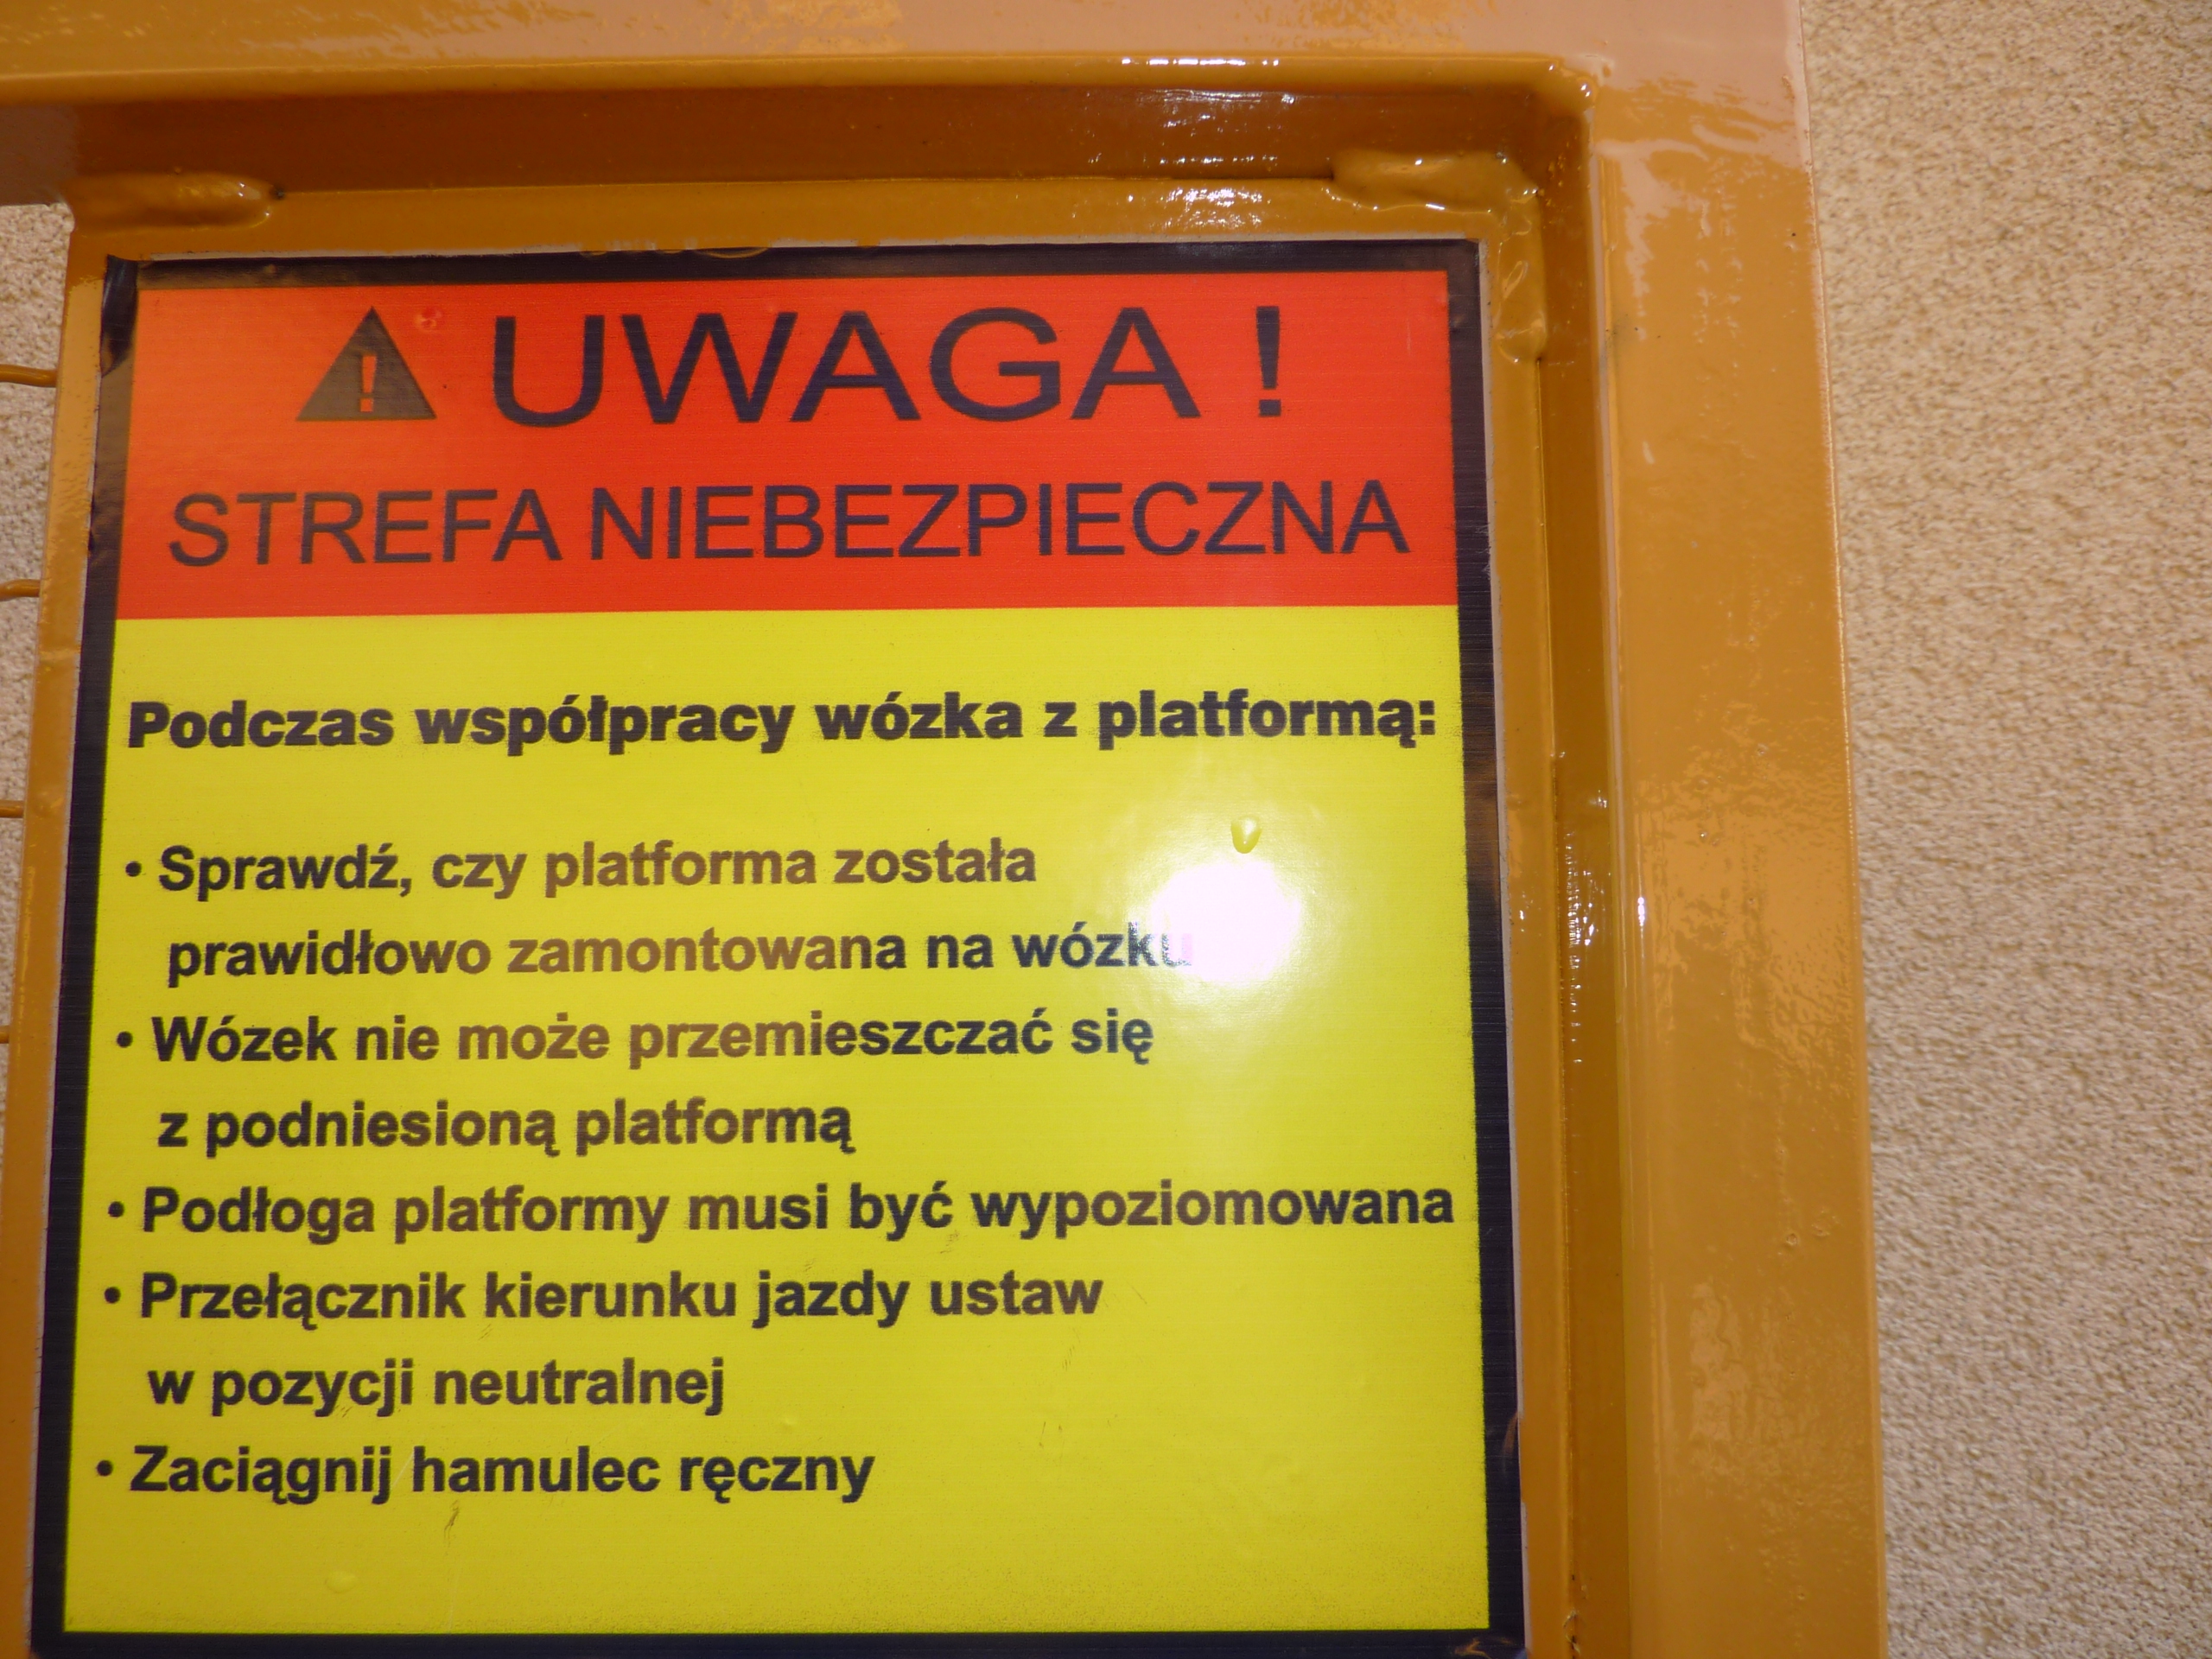 UWAGA !
STREFA NIEBEZPIECZNA
Podczas współpracy wózka z platformą:
• Sprawdź, czy platforma została
prawidłowo zamontowana na wózku
• Wózek nie może przemieszczać się
z podniesioną platformą
• Podłoga platformy musi być wypoziomowana
• Przełącznik kierunku jazdy ustaw
w pozycji neutralnej
• Zaciągnij hamulec ręczny